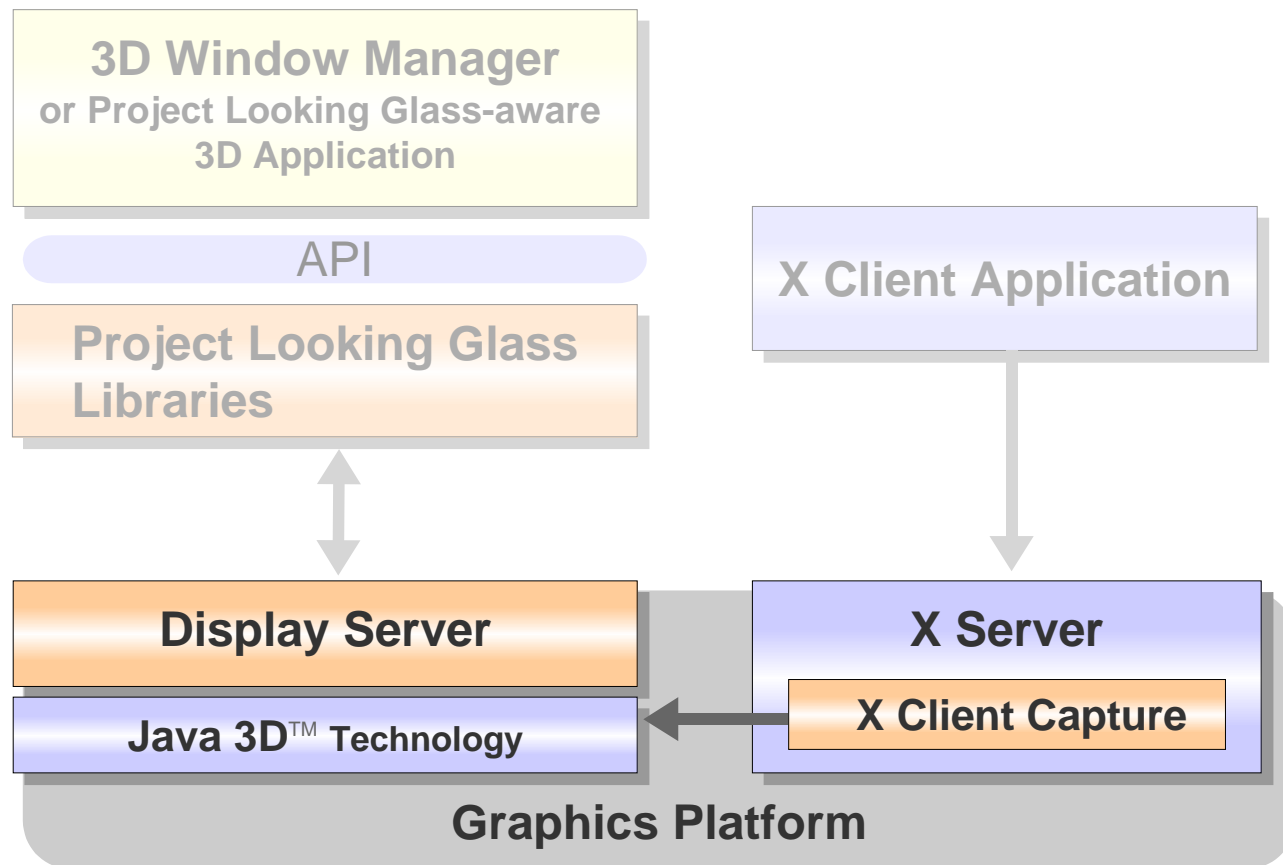 3D Window Manager
or Project Looking Glass-aware
3D Application
API
Project Looking Glass
Libraries
X Client Application
Display Server
Java 3D™ Technology
X Server
X Client Capture
Graphics Platform